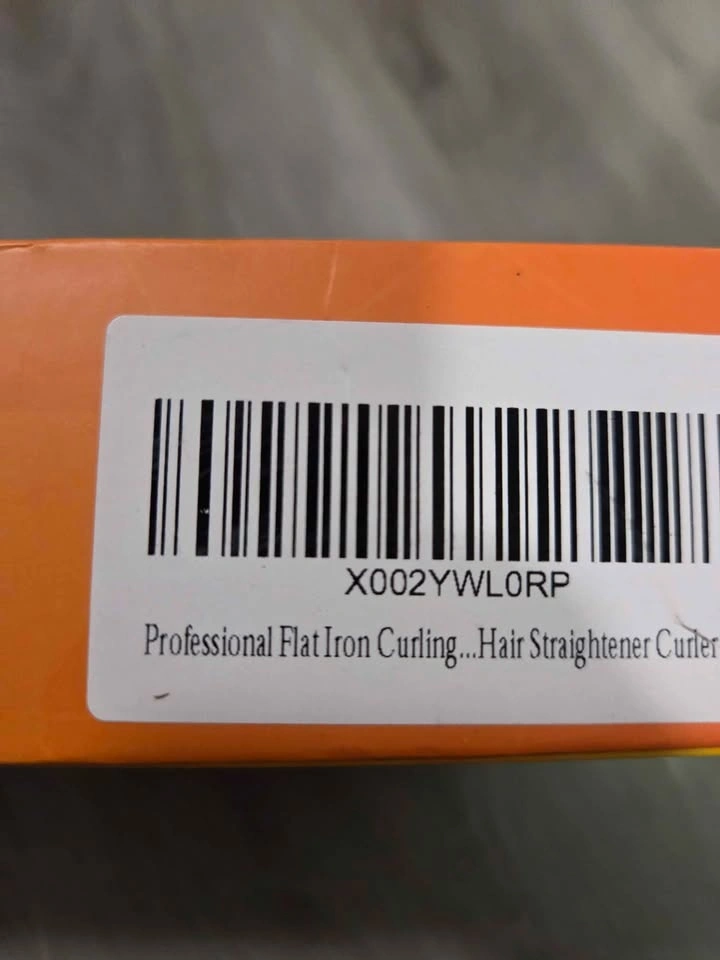 X002YWL0RP
Professional Flat Iron Curling...Hair Straightener Curler